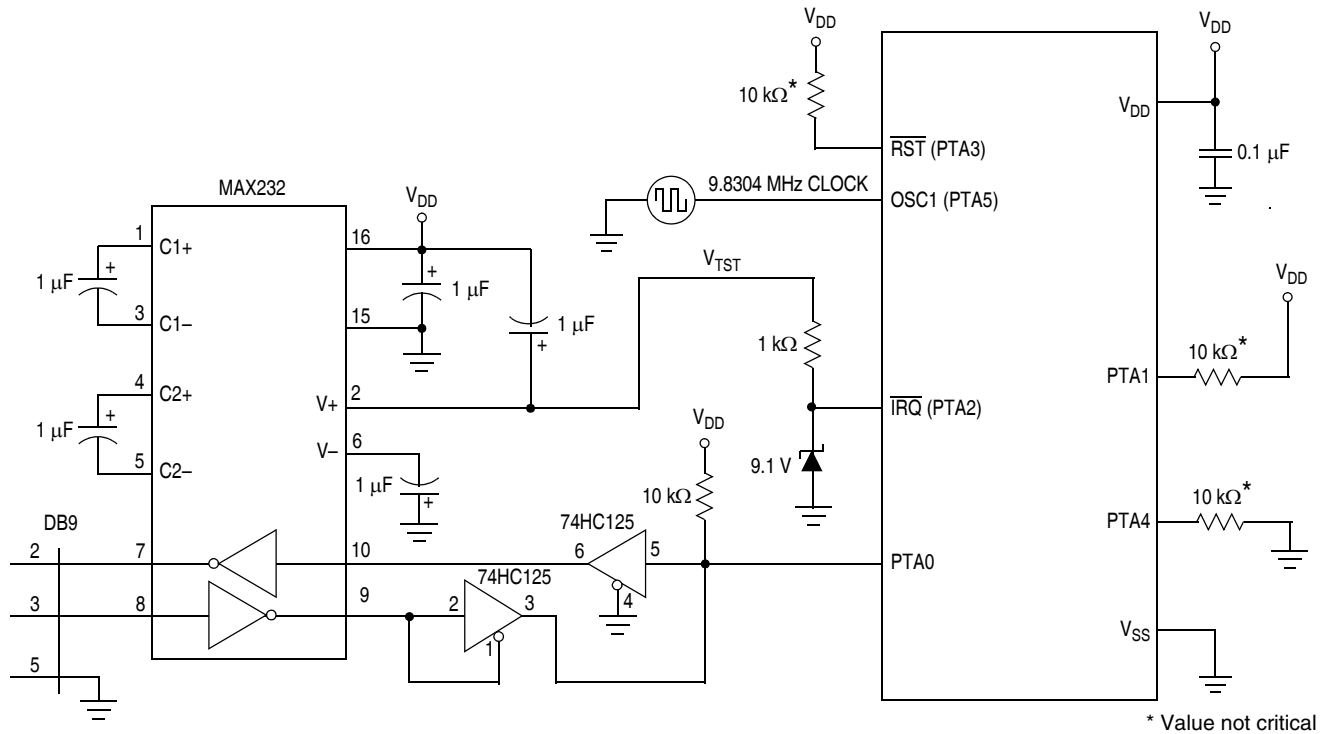 VDD
10 kΩ*
RST (PTA3)
VDD
VDD
0.1 µF
9.8304 MHz CLOCK
OSC1 (PTA5)
MAX232
VDD
1
C1+
16
1 µF
+
+
1 µF
3
C1–
15
1 µF
+
VTST
1 kΩ
VDD
10 kΩ*
PTA1
4
C2+
V+
2
IRQ (PTA2)
1 µF
+
V–
6
1 µF
+
5
C2–
VDD
10 kΩ
9.1 V
10 kΩ*
PTA4
DB9
74HC125
2
7
10
6
5
4
PTA0
74HC125
3
8
9
2
3
1
5
VSS
* Value not critical